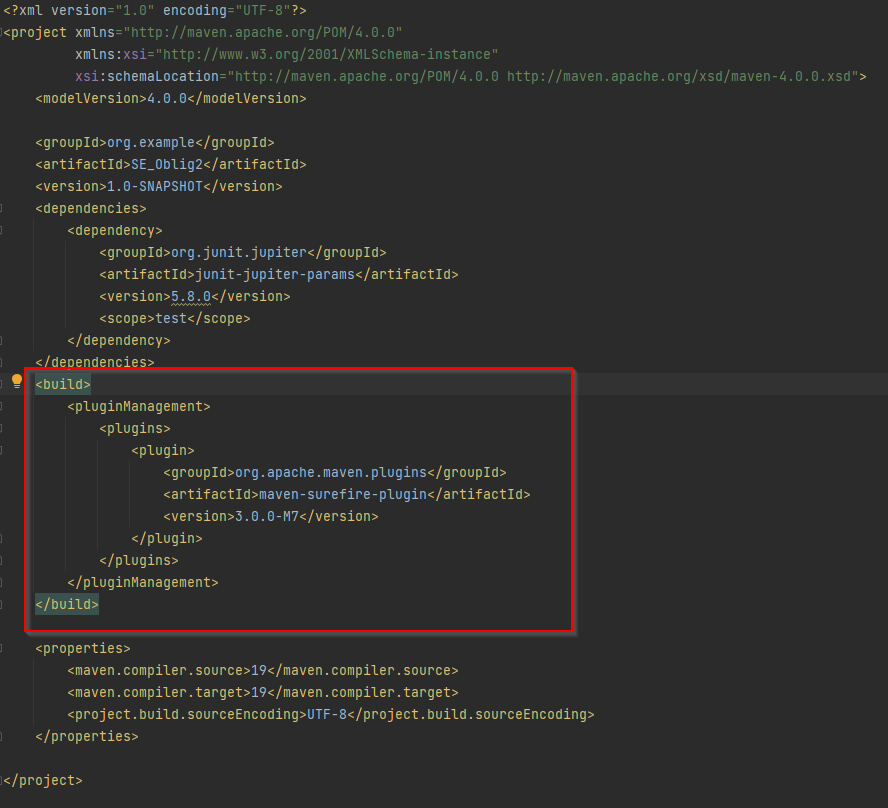 <?xml version="1.0" encoding="UTF-8"?>
<project xmlns="http://maven.apache.org/POM/4.0.0"
         xmlns:xsi="http://www.w3.org/2001/XMLSchema-instance"
         xsi:schemaLocation="http://maven.apache.org/POM/4.0.0 http://maven.apache.org/xsd/maven-4.0.0.xsd">
    <modelVersion>4.0.0</modelVersion>

    <groupId>org.example</groupId>
    <artifactId>SE_Oblig2</artifactId>
    <version>1.0-SNAPSHOT</version>
    <dependencies>
        <dependency>
            <groupId>org.junit.jupiter</groupId>
            <artifactId>junit-jupiter-params</artifactId>
            <version>5.8.0</version>
            <scope>test</scope>
        </dependency>
    </dependencies>
    <build>
        <pluginManagement>
            <plugins>
                <plugin>
                    <groupId>org.apache.maven.plugins</groupId>
                    <artifactId>maven-surefire-plugin</artifactId>
                    <version>3.0.0-M7</version>
                </plugin>
            </plugins>
        </pluginManagement>
    </build>

    <properties>
        <maven.compiler.source>19</maven.compiler.source>
        <maven.compiler.target>19</maven.compiler.target>
        <project.build.sourceEncoding>UTF-8</project.build.sourceEncoding>
    </properties>

</project>